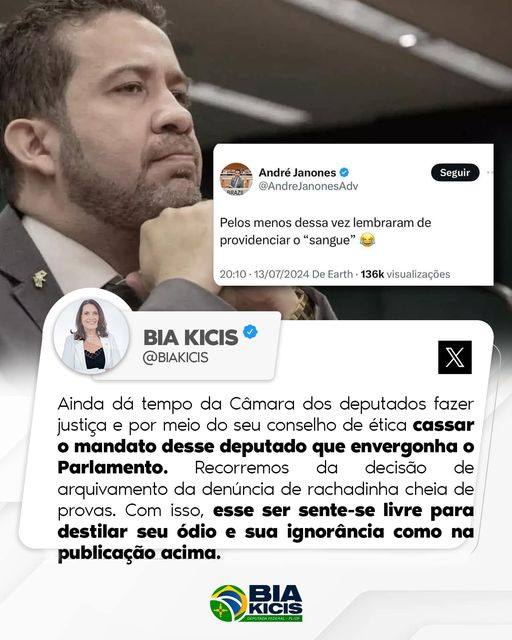 André Janones
@AndreJanonesAdv
Seguir
Pelos menos dessa vez lembraram de
providenciar o “sangue” 😂
20:10 · 13/07/2024 De Earth · 136k visualizações
BIA KICIS
@BIAKICIS
X
Ainda dá tempo da Câmara dos deputados fazer
justiça e por meio do seu conselho de ética cassar
o mandato desse deputado que envergonha o
Parlamento. Recorremos da decisão de
arquivamento da denúncia de rachadinha cheia de
provas. Com isso, esse ser sente-se livre para
destilar seu ódio e sua ignorância como na
publicação acima.
BIA
KICIS
DEPUTADA FEDERAL - PL/DF